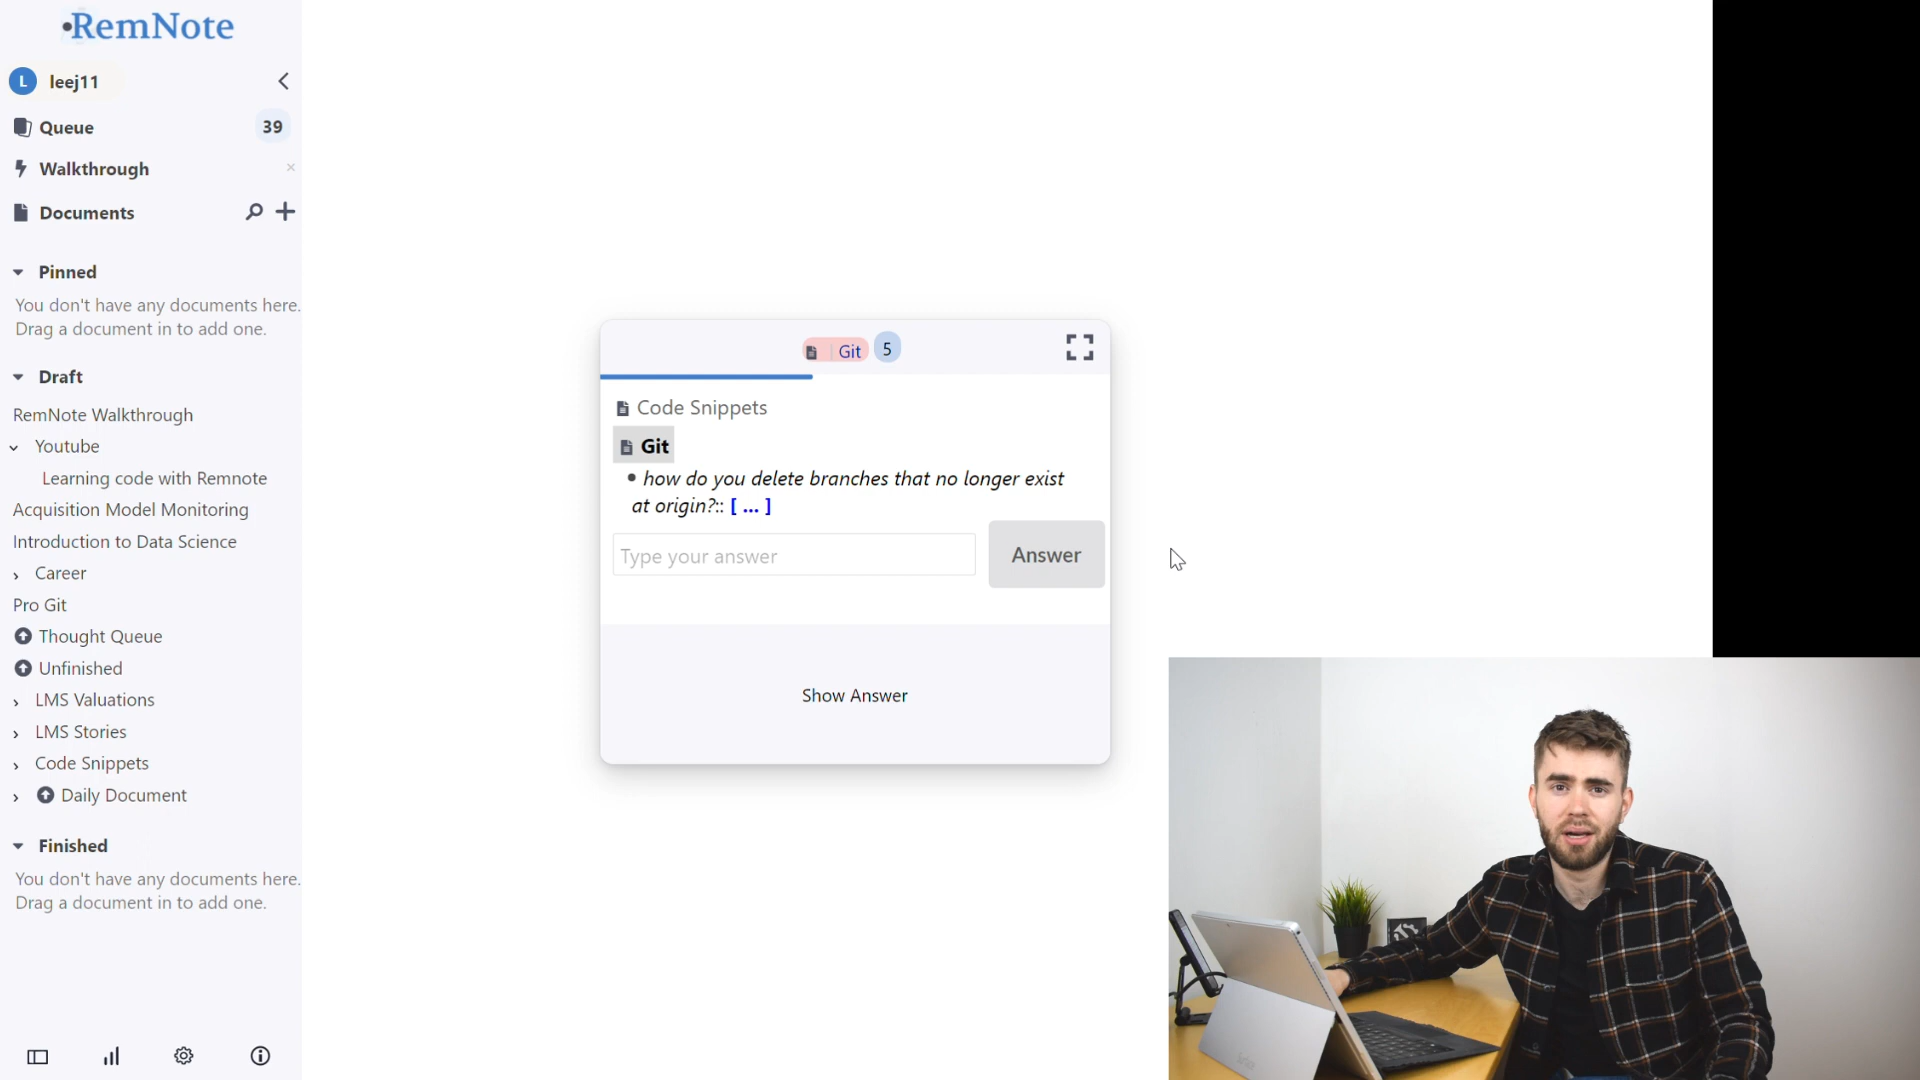 RemNote
L leej11
Queue 39
Walkthrough
Documents
Pinned
You don't have any documents here.
Drag a document in to add one.
Draft
RemNote Walkthrough
Youtube
Learning code with Remnote
Acquisition Model Monitoring
Introduction to Data Science
Career
Pro Git
Thought Queue
Unfinished
LMS Valuations
LMS Stories
Code Snippets
Daily Document
Finished
You don't have any documents here.
Drag a document in to add one.
Git 5
Code Snippets
Git
how do you delete branches that no longer exist
at origin?:: [ ... ]
Type your answer
Answer
Show Answer